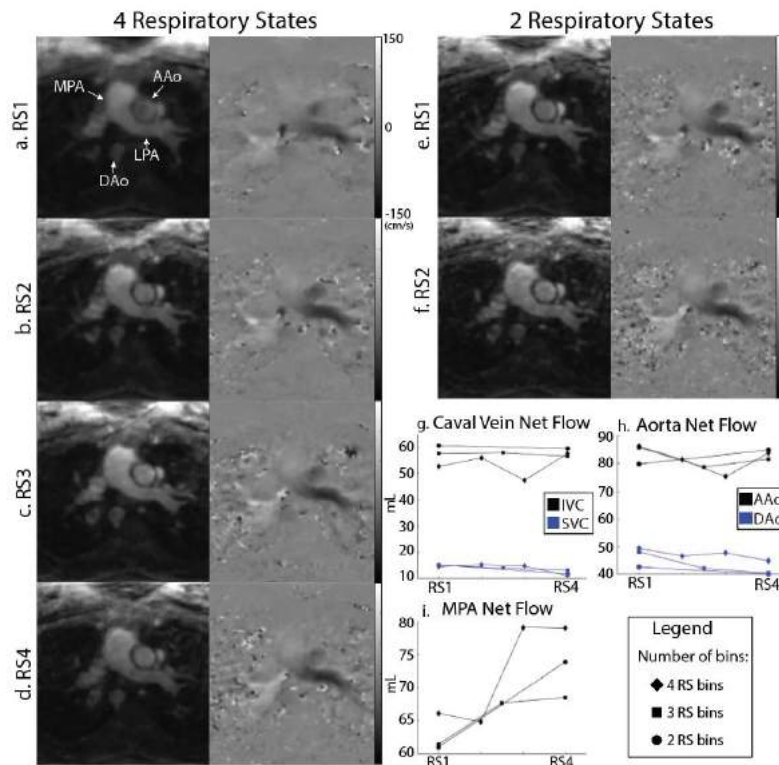 4 Respiratory States
2 Respiratory States
a. RS1
MPA
AAo
LPA
DAo
150
0
-150
(cm/s)
b. RS2
c. RS3
d. RS4
e. RS1
f. RS2
g. Caval Vein Net Flow
60
50
40
30
20
10
mL
IVC
SVC
RS1
RS4
h. Aorta Net Flow
90
80
70
60
50
40
AAo
DAo
RS1
RS4
i. MPA Net Flow
80
75
70
65
60
mL
RS1
RS4
Legend
Number of bins:
4 RS bins
3 RS bins
2 RS bins